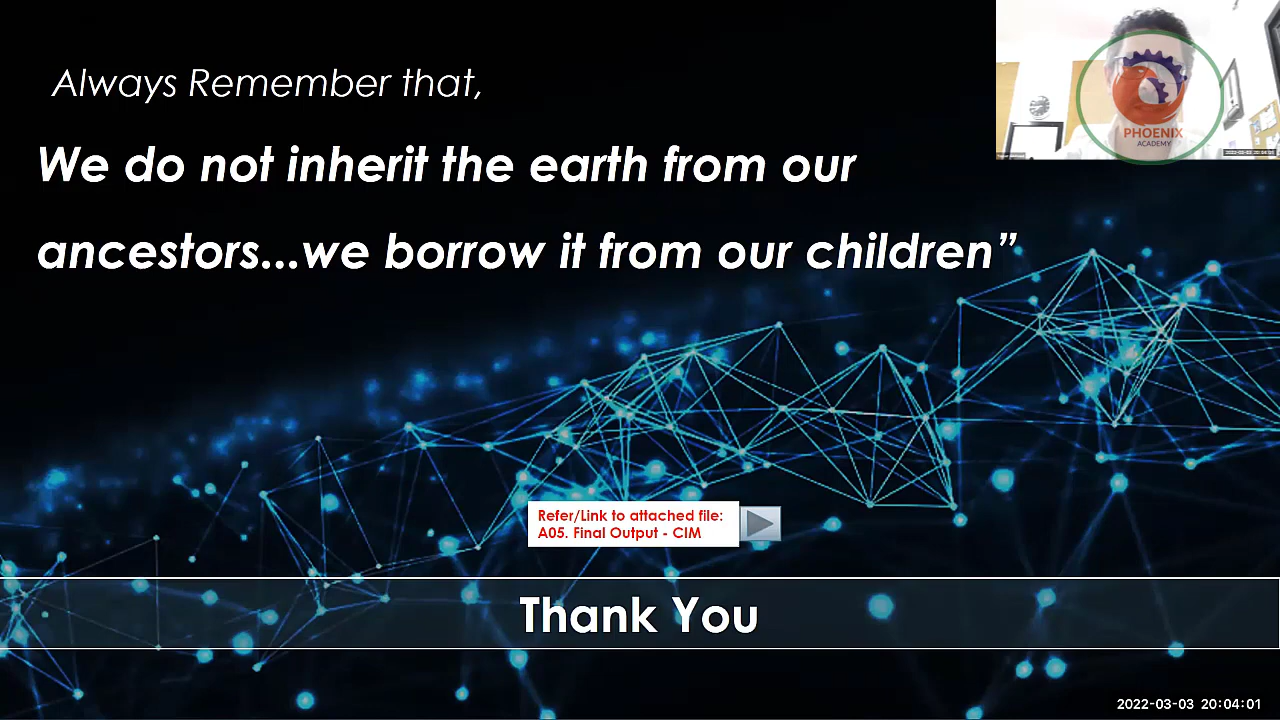 Always Remember that,
We do not inherit the earth from our
ancestors...we borrow it from our children”
PHOENIX
ACADEMY
Refer/Link to attached file:
A05. Final Output - CIM
Thank You
2022-03-03 20:04:01